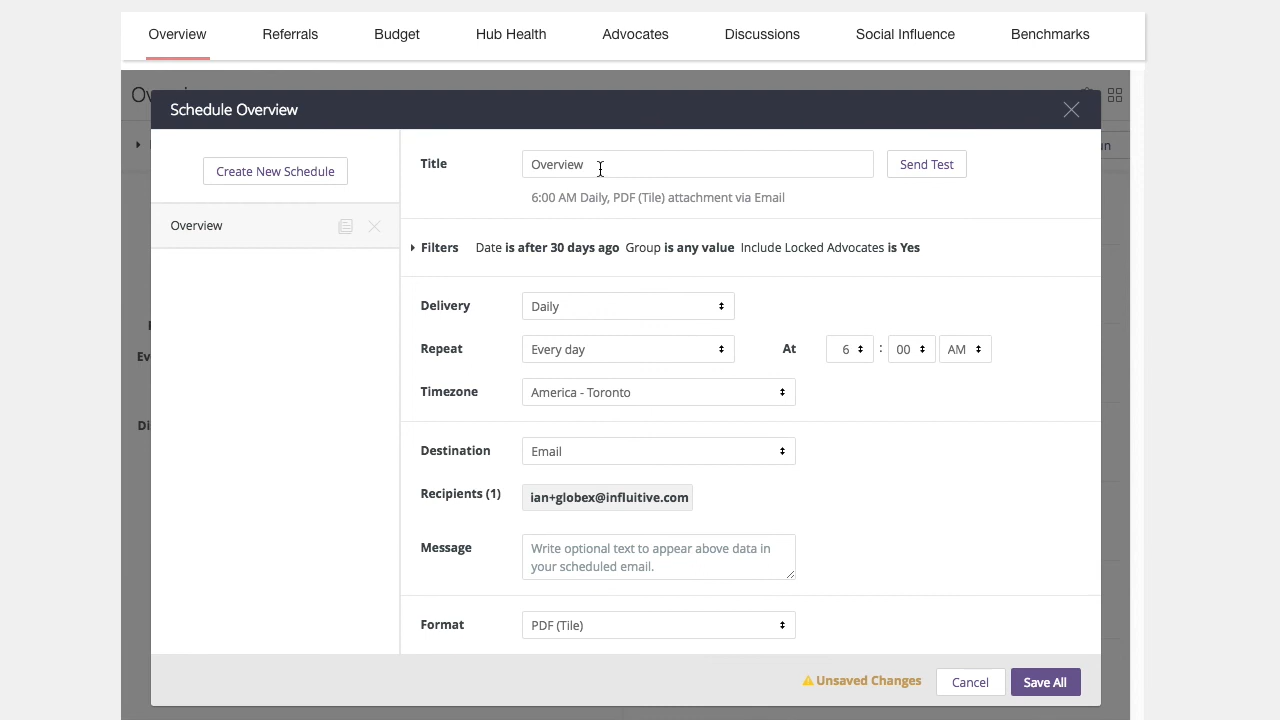 Overview Referrals Budget Hub Health Advocates Discussions Social Influence Benchmarks
Schedule Overview
Create New Schedule
Overview
Title Overview Send Test
6:00 AM Daily, PDF (Tile) attachment via Email
Filters Date is after 30 days ago Group is any value Include Locked Advocates is Yes
Delivery Daily
Repeat Every day At 6 : 00 AM
Timezone America - Toronto
Destination Email
Recipients (1) ian+globex@influitive.com
Message Write optional text to appear above data in
your scheduled email.
Format PDF (Tile)
Unsaved Changes Cancel Save All